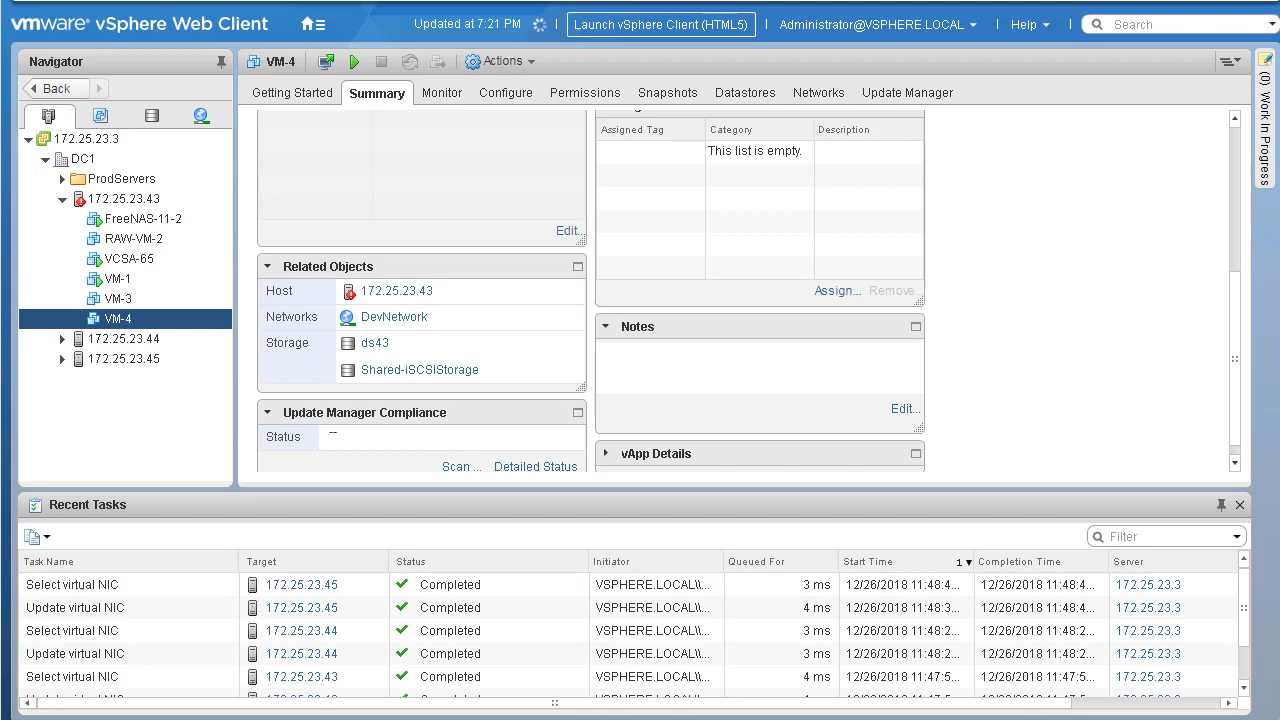 vmware® vSphere Web Client
Updated at 7:21 PM
Launch vSphere Client (HTML5)
Administrator@VSPHERE.LOCAL
Help
Search
Navigator
Back
172.25.23.3
DC1
ProdServers
172.25.23.43
FreeNAS-11-2
RAW-VM-2
VCSA-65
VM-1
VM-3
VM-4
172.25.23.44
172.25.23.45
VM-4
Actions
Getting Started Summary Monitor Configure Permissions Snapshots Datastores Networks Update Manager
Edit...
Related Objects
Host 172.25.23.43
Networks DevNetwork
Storage ds43
Shared-iSCSIStorage
Update Manager Compliance
Status --
Scan ... Detailed Status
Assigned Tag Category Description
This list is empty.
Assign... Remove...
Notes
Edit...
vApp Details
(0) Work In Progress
Recent Tasks
Filter
Task Name Target Status Initiator Queued For Start Time 1 Completion Time Server
Select virtual NIC 172.25.23.45 Completed VSPHERE.LOCAL\\... 3 ms 12/26/2018 11:48:4... 12/26/2018 11:48:4... 172.25.23.3
Update virtual NIC 172.25.23.45 Completed VSPHERE.LOCAL\\... 4 ms 12/26/2018 11:48:3... 12/26/2018 11:48:4... 172.25.23.3
Select virtual NIC 172.25.23.44 Completed VSPHERE.LOCAL\\... 3 ms 12/26/2018 11:48:2... 12/26/2018 11:48:2... 172.25.23.3
Update virtual NIC 172.25.23.44 Completed VSPHERE.LOCAL\\... 3 ms 12/26/2018 11:48:2... 12/26/2018 11:48:2... 172.25.23.3
Select virtual NIC 172.25.23.43 Completed VSPHERE.LOCAL\\... 4 ms 12/26/2018 11:47:5... 12/26/2018 11:47:5... 172.25.23.3